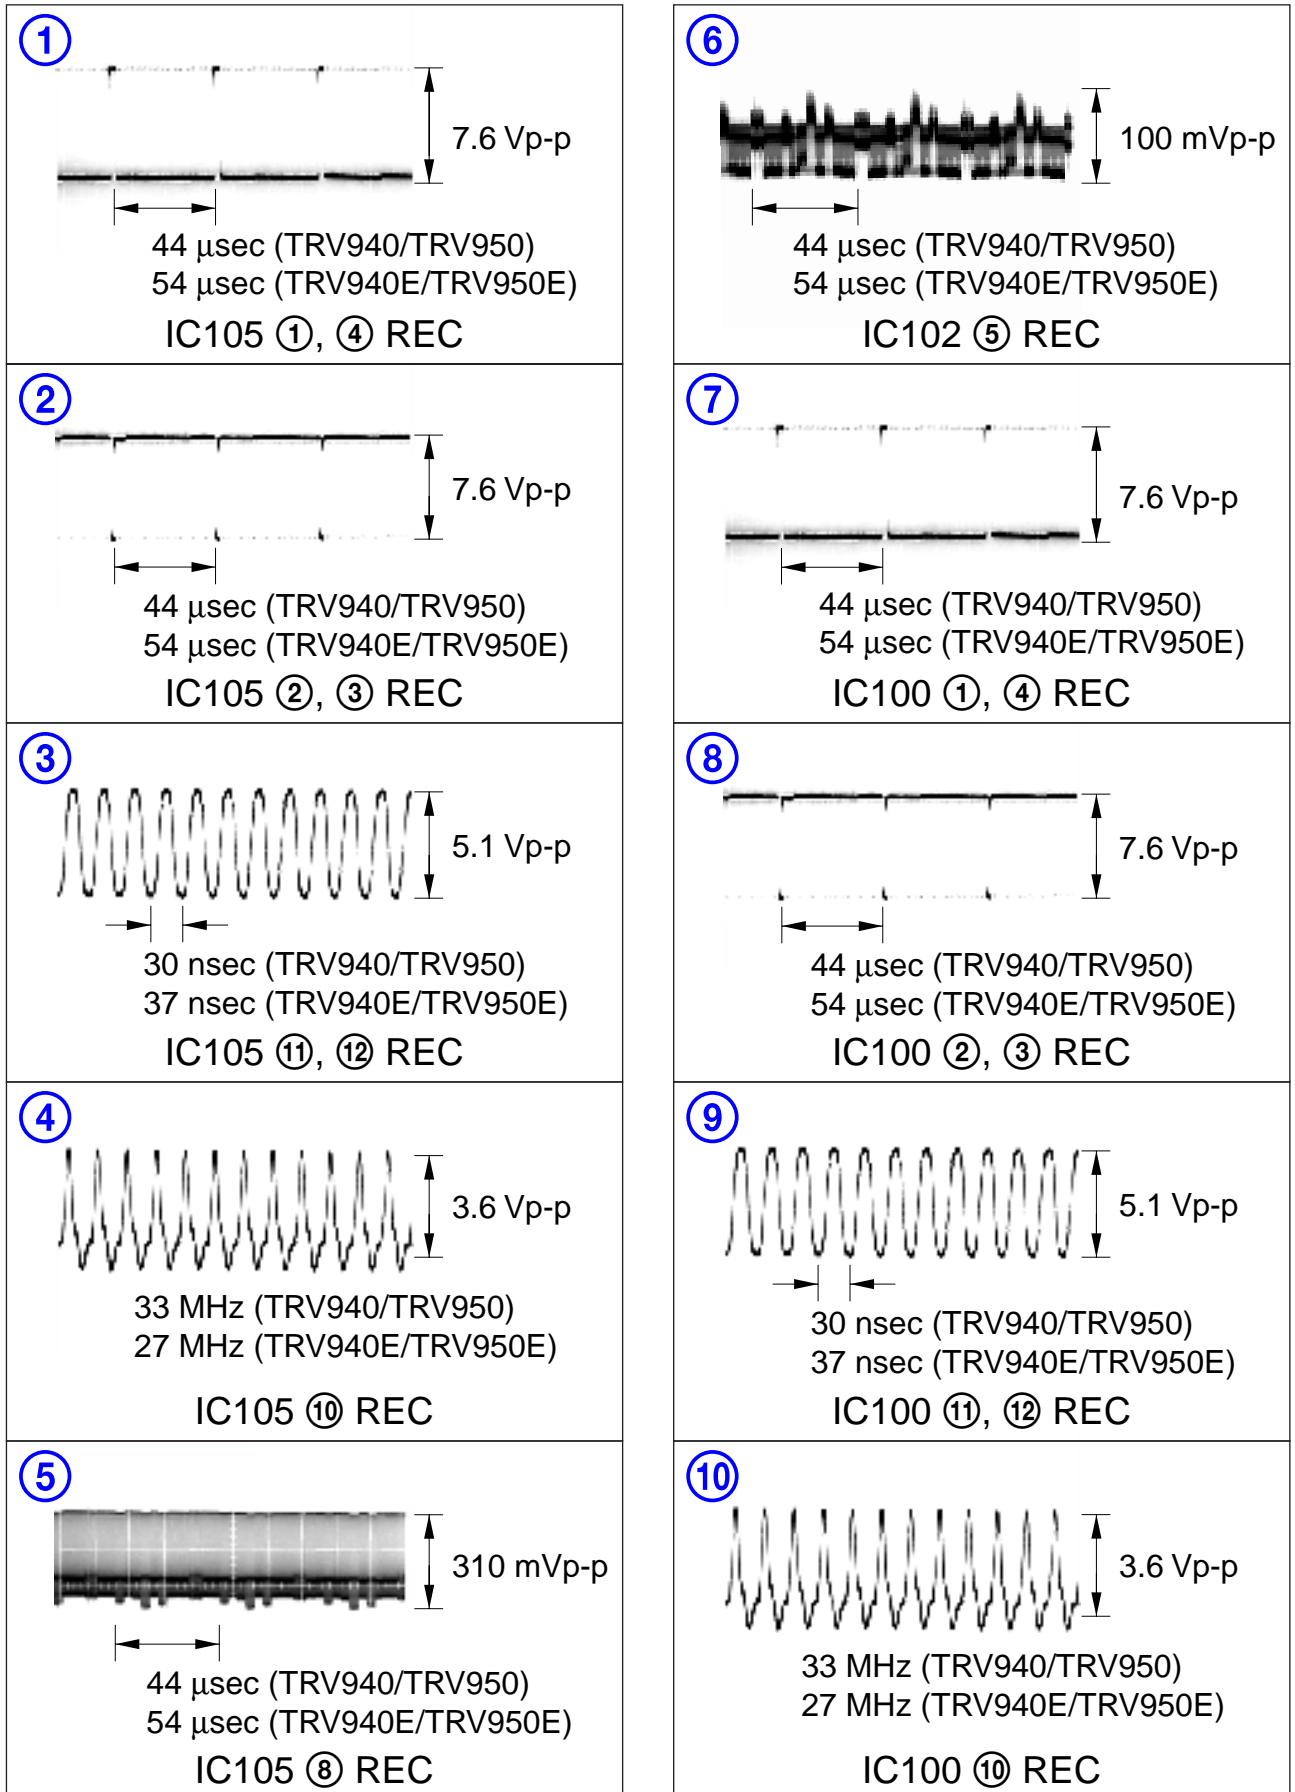 ①
7.6 Vp-p
44 μsec (TRV940/TRV950)
54 μsec (TRV940E/TRV950E)
IC105 ①, ④ REC
②
7.6 Vp-p
44 μsec (TRV940/TRV950)
54 μsec (TRV940E/TRV950E)
IC105 ②, ③ REC
③
5.1 Vp-p
30 nsec (TRV940/TRV950)
37 nsec (TRV940E/TRV950E)
IC105 ⑪, ⑫ REC
④
3.6 Vp-p
33 MHz (TRV940/TRV950)
27 MHz (TRV940E/TRV950E)
IC105 ⑩ REC
⑤
310 mVp-p
44 μsec (TRV940/TRV950)
54 μsec (TRV940E/TRV950E)
IC105 ⑧ REC
⑥
100 mVp-p
44 μsec (TRV940/TRV950)
54 μsec (TRV940E/TRV950E)
IC102 ⑤ REC
⑦
7.6 Vp-p
44 μsec (TRV940/TRV950)
54 μsec (TRV940E/TRV950E)
IC100 ①, ④ REC
⑧
7.6 Vp-p
44 μsec (TRV940/TRV950)
54 μsec (TRV940E/TRV950E)
IC100 ②, ③ REC
⑨
5.1 Vp-p
30 nsec (TRV940/TRV950)
37 nsec (TRV940E/TRV950E)
IC100 ⑪, ⑫ REC
⑩
3.6 Vp-p
33 MHz (TRV940/TRV950)
27 MHz (TRV940E/TRV950E)
IC100 ⑩ REC